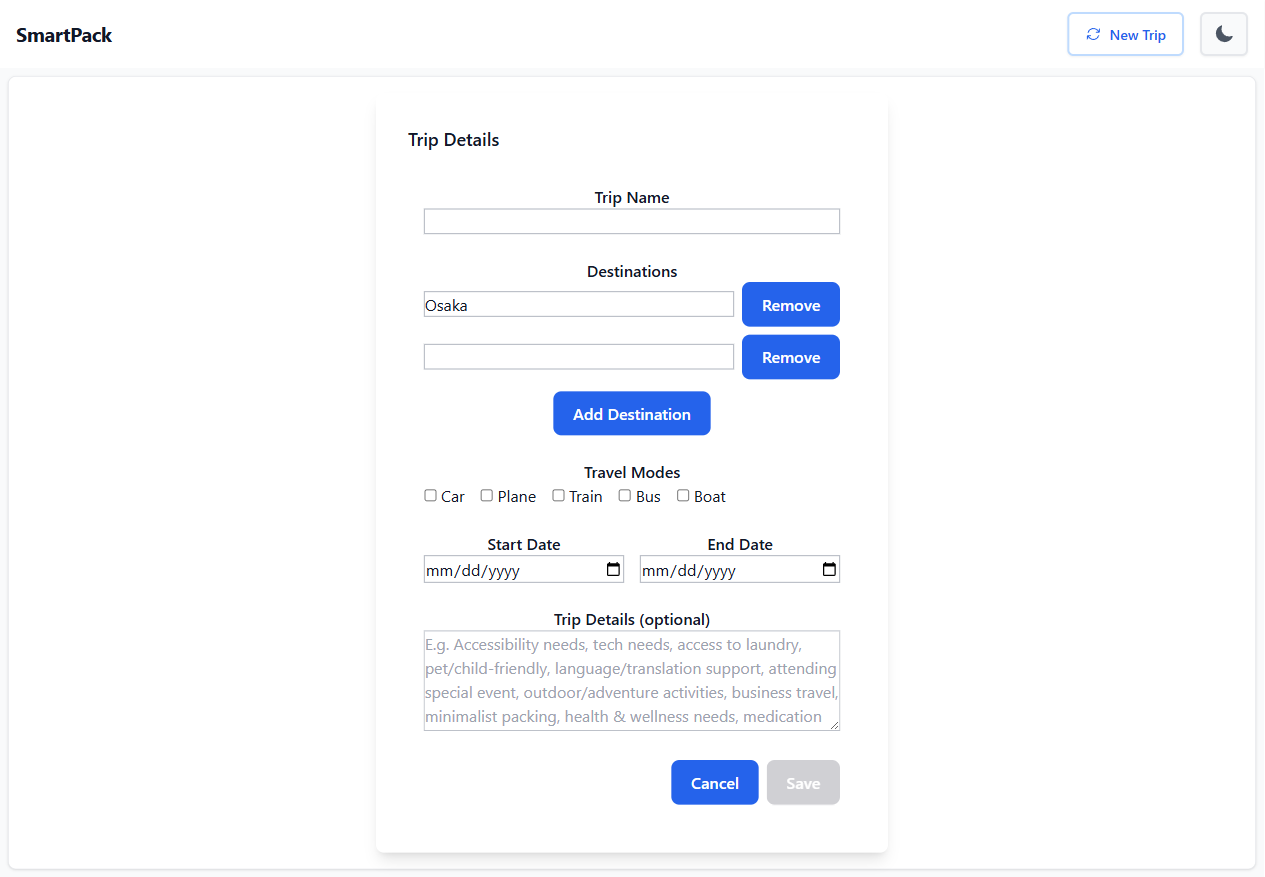 SmartPack
New Trip
Trip Details
Trip Name
Destinations
Osaka
Remove
Remove
Add Destination
Travel Modes
Car Plane Train Bus Boat
Start Date End Date
mm/dd/yyyy mm/dd/yyyy
Trip Details (optional)
E.g. Accessibility needs, tech needs, access to laundry,
pet/child-friendly, language/translation support, attending
special event, outdoor/adventure activities, business travel,
minimalist packing, health & wellness needs, medication
Cancel Save